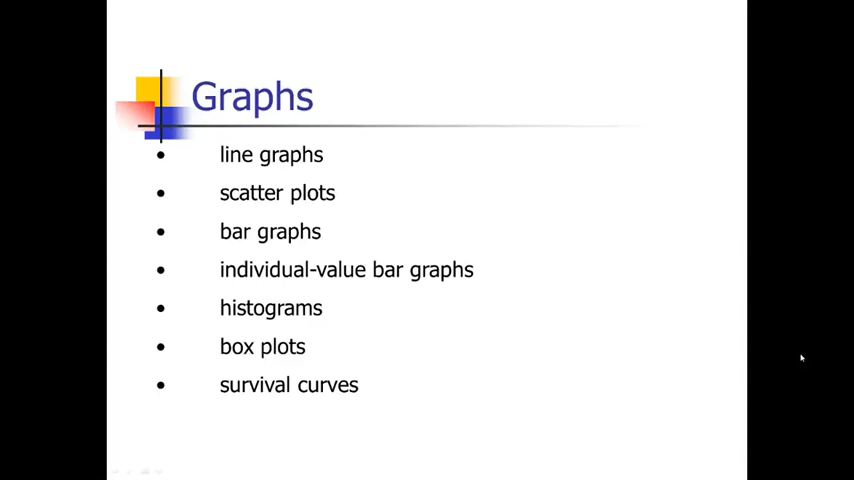 Graphs
• line graphs
• scatter plots
• bar graphs
• individual-value bar graphs
• histograms
• box plots
• survival curves